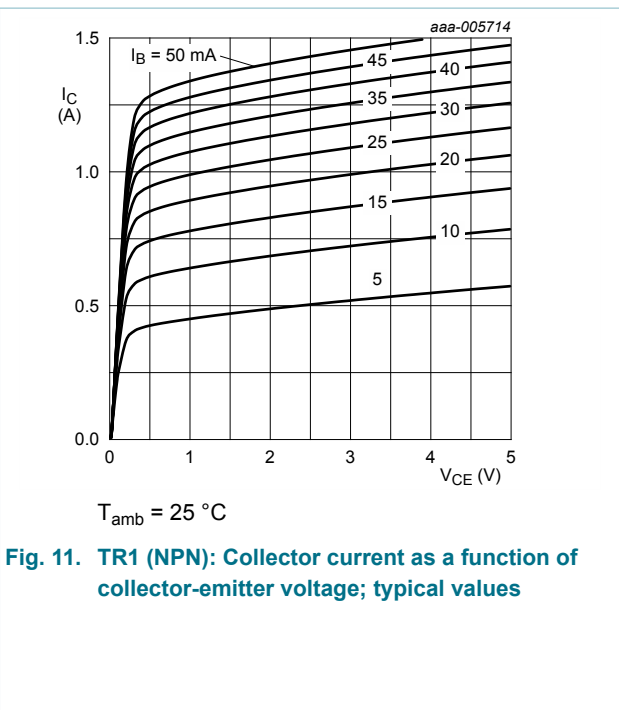 aaa-005714
1.5
I_B = 50 mA
45
40
I_C
(A)
35
30
25
1.0
20
15
10
5
0.5
0.0
0 1 2 3 4 5
V_CE (V)
T_amb = 25 °C
Fig. 11. TR1 (NPN): Collector current as a function of
collector-emitter voltage; typical values